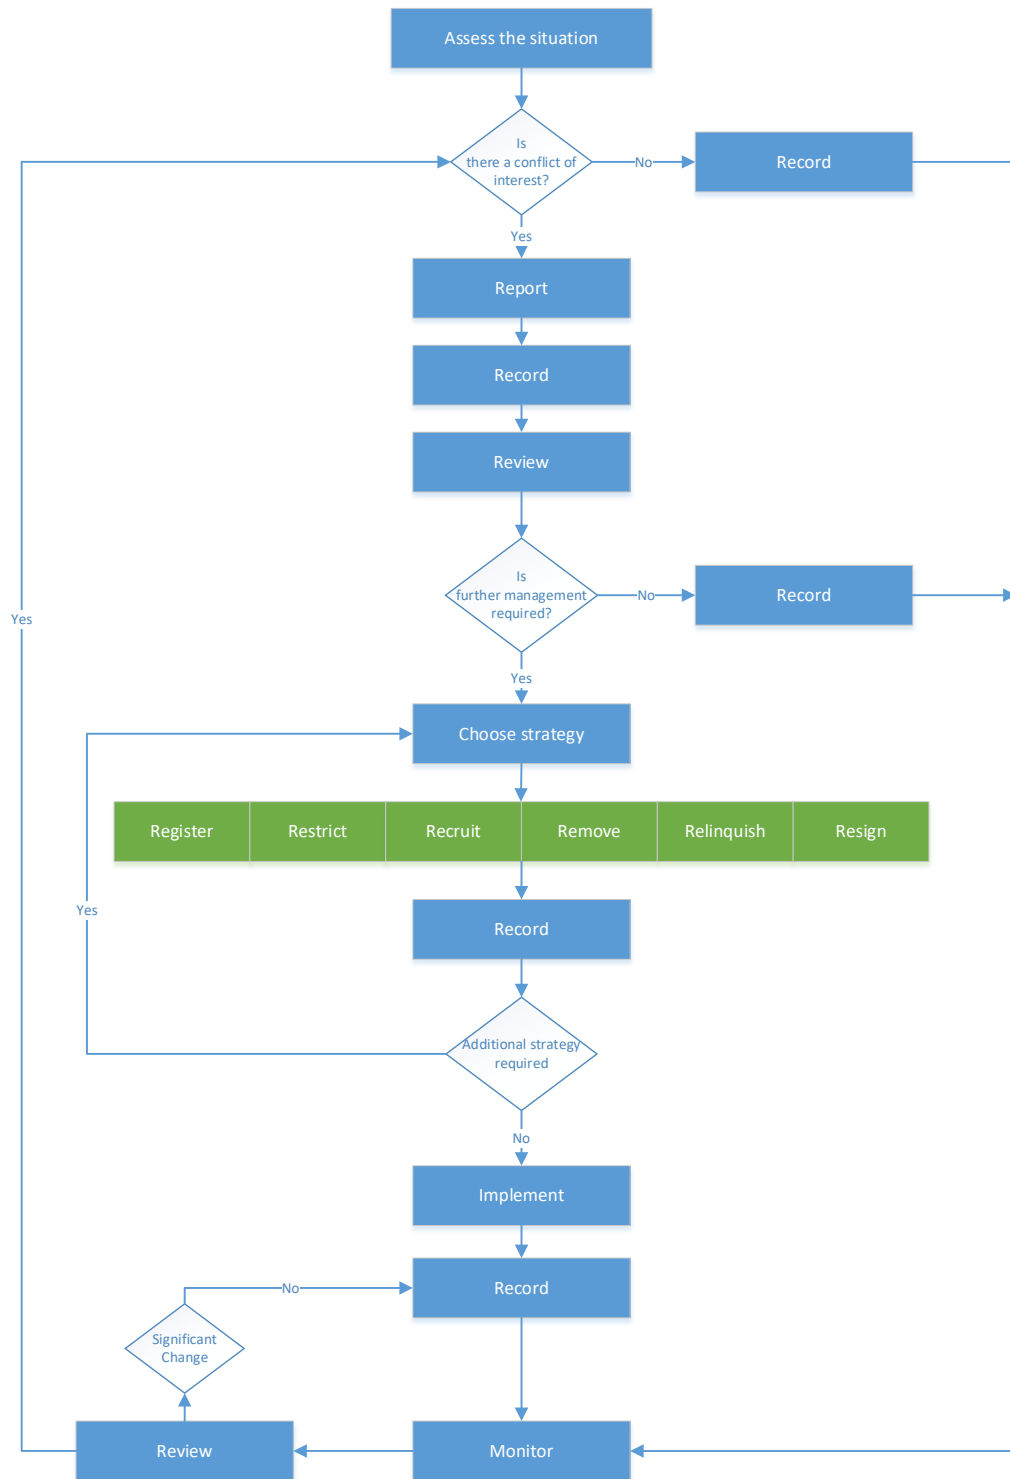 Assess the situation
Is
there a conflict of
interest?
No
Record
Yes
Report
Record
Review
Is
further management
required?
No
Record
Yes
Yes
Choose strategy
Register
Restrict
Recruit
Remove
Relinquish
Resign
Yes
Record
Additional strategy
required
No
Implement
No
Record
Significant
Change
Review
Monitor